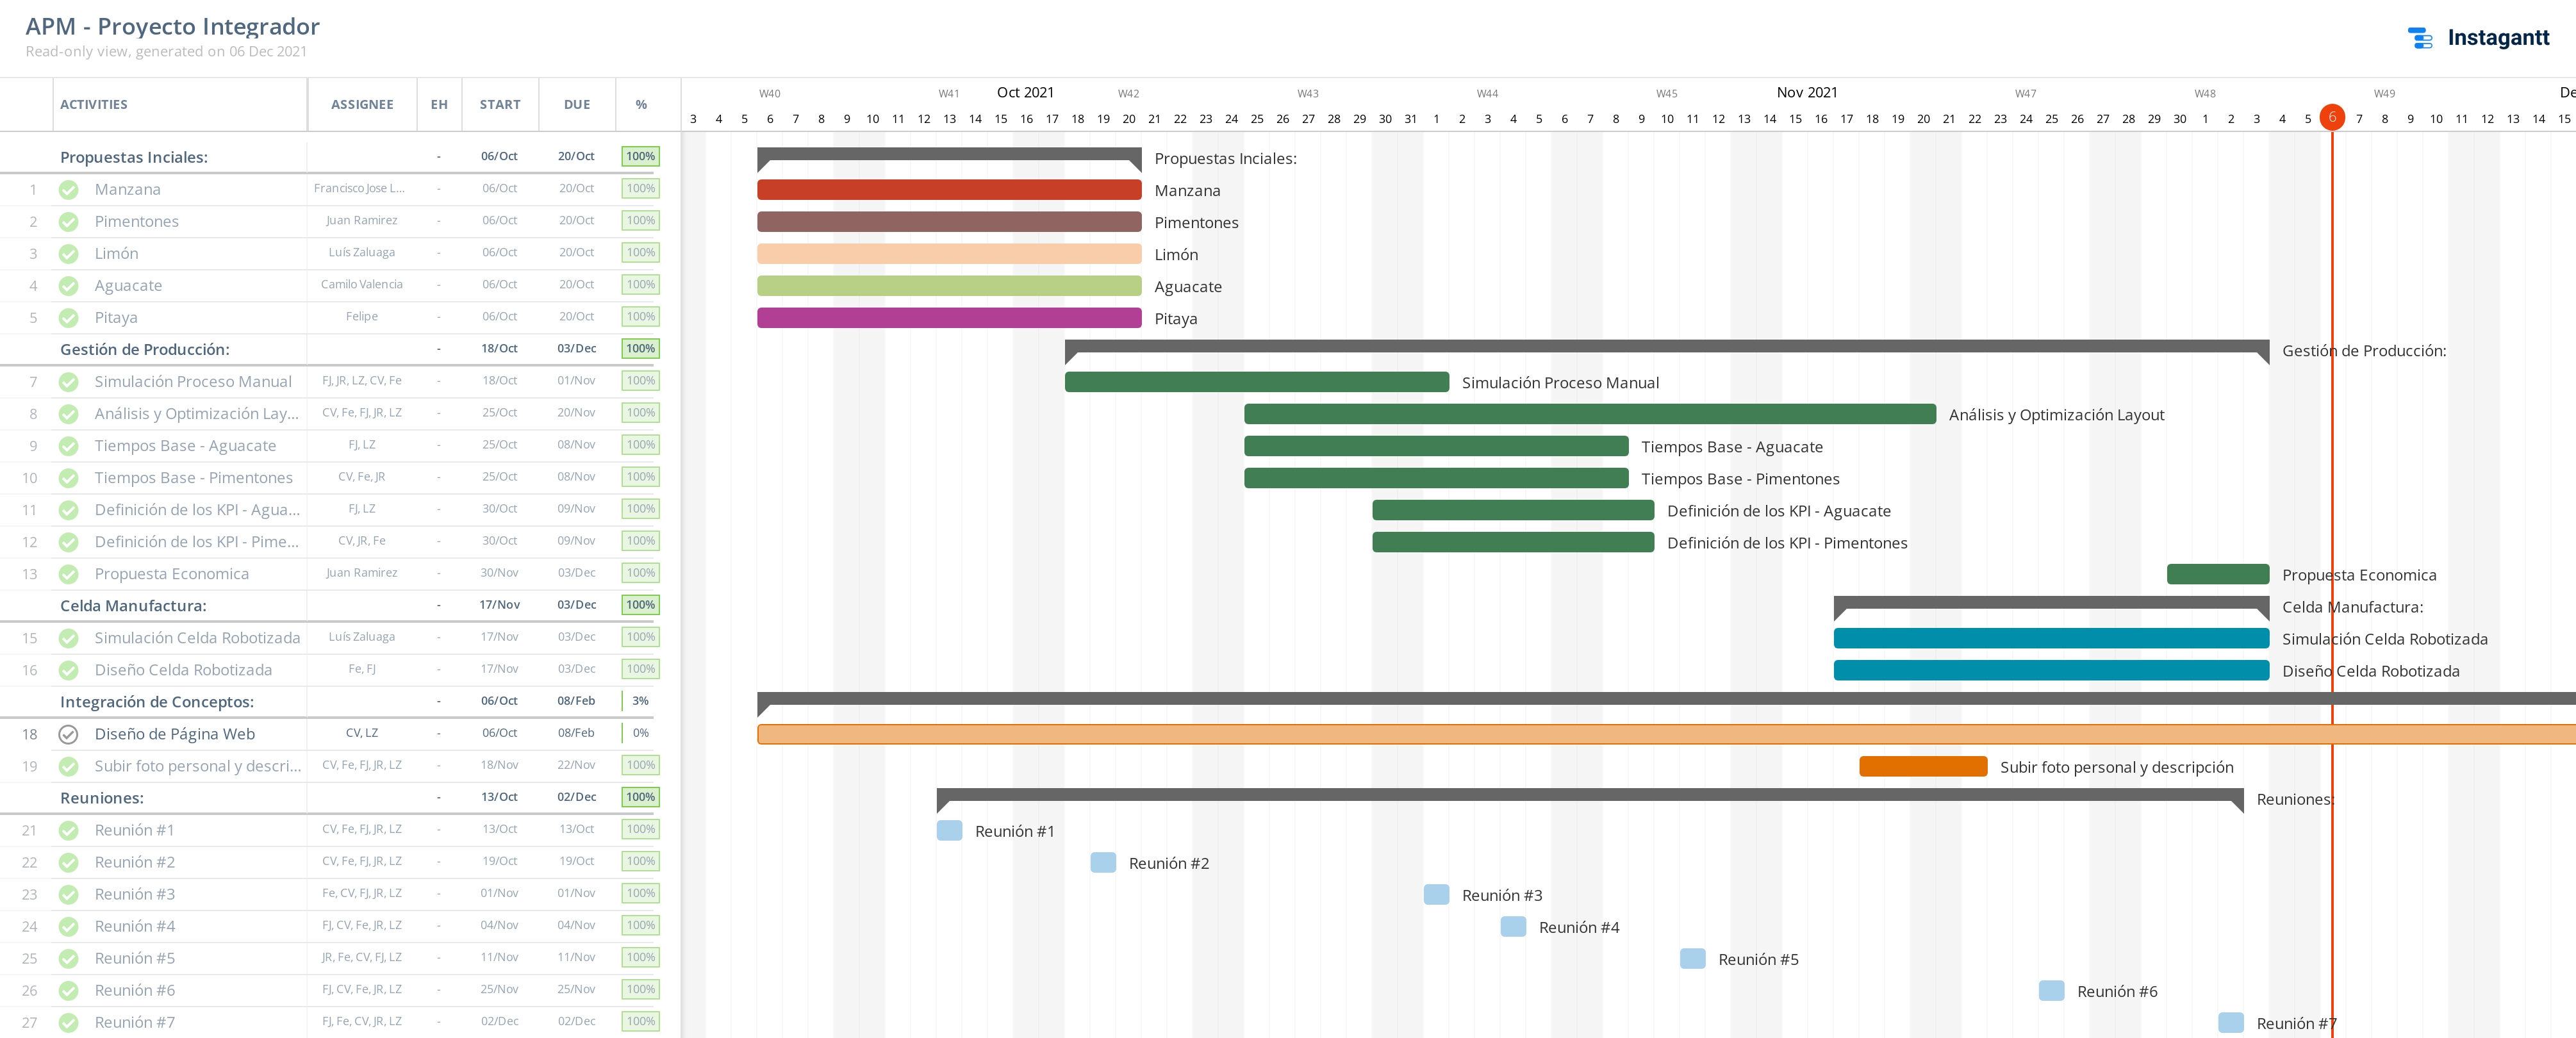 APM - Proyecto Integrador
Read-only view, generated on 06 Dec 2021
Instagantt
ACTIVITIES ASSIGNEE EH START DUE %
W40 W41 Oct 2021 W42 W43 W44 W45 Nov 2021 W47 W48 W49 De
3 4 5 6 7 8 9 10 11 12 13 14 15 16 17 18 19 20 21 22 23 24 25 26 27 28 29 30 31 1 2 3 4 5 6 7 8 9 10 11 12 13 14 15 16 17 18 19 20 21 22 23 24 25 26 27 28 29 30 1 2 3 4 5 6 7 8 9 10 11 12 13 14 15
Propuestas Inciales: - 06/Oct 20/Oct 100% Propuestas Inciales:
1 Manzana Francisco Jose L... - 06/Oct 20/Oct 100% Manzana
2 Pimentones Juan Ramirez - 06/Oct 20/Oct 100% Pimentones
3 Limón Luís Zaluaga - 06/Oct 20/Oct 100% Limón
4 Aguacate Camilo Valencia - 06/Oct 20/Oct 100% Aguacate
5 Pitaya Felipe - 06/Oct 20/Oct 100% Pitaya
Gestión de Producción: - 18/Oct 03/Dec 100% Gestión de Producción:
7 Simulación Proceso Manual FJ, JR, LZ, CV, Fe - 18/Oct 01/Nov 100% Simulación Proceso Manual
8 Análisis y Optimización Lay... CV, Fe, FJ, JR, LZ - 25/Oct 20/Nov 100% Análisis y Optimización Layout
9 Tiempos Base - Aguacate FJ, LZ - 25/Oct 08/Nov 100% Tiempos Base - Aguacate
10 Tiempos Base - Pimentones CV, Fe, JR - 25/Oct 08/Nov 100% Tiempos Base - Pimentones
11 Definición de los KPI - Agua... FJ, LZ - 30/Oct 09/Nov 100% Definición de los KPI - Aguacate
12 Definición de los KPI - Pime... CV, JR, Fe - 30/Oct 09/Nov 100% Definición de los KPI - Pimentones
13 Propuesta Economica Juan Ramirez - 30/Nov 03/Dec 100% Propuesta Economica
Celda Manufactura: - 17/Nov 03/Dec 100% Celda Manufactura:
15 Simulación Celda Robotizada Luís Zaluaga - 17/Nov 03/Dec 100% Simulación Celda Robotizada
16 Diseño Celda Robotizada Fe, FJ - 17/Nov 03/Dec 100% Diseño Celda Robotizada
Integración de Conceptos: - 06/Oct 08/Feb 3%
18 Diseño de Página Web CV, LZ - 06/Oct 08/Feb 0%
19 Subir foto personal y descri... CV, Fe, FJ, JR, LZ - 18/Nov 22/Nov 100% Subir foto personal y descripción
Reuniones: - 13/Oct 02/Dec 100% Reuniones:
21 Reunión #1 CV, Fe, FJ, JR, LZ - 13/Oct 13/Oct 100% Reunión #1
22 Reunión #2 CV, Fe, FJ, JR, LZ - 19/Oct 19/Oct 100% Reunión #2
23 Reunión #3 Fe, CV, FJ, JR, LZ - 01/Nov 01/Nov 100% Reunión #3
24 Reunión #4 FJ, CV, Fe, JR, LZ - 04/Nov 04/Nov 100% Reunión #4
25 Reunión #5 JR, Fe, CV, FJ, LZ - 11/Nov 11/Nov 100% Reunión #5
26 Reunión #6 FJ, CV, Fe, JR, LZ - 25/Nov 25/Nov 100% Reunión #6
27 Reunión #7 FJ, Fe, CV, JR, LZ - 02/Dec 02/Dec 100% Reunión #7